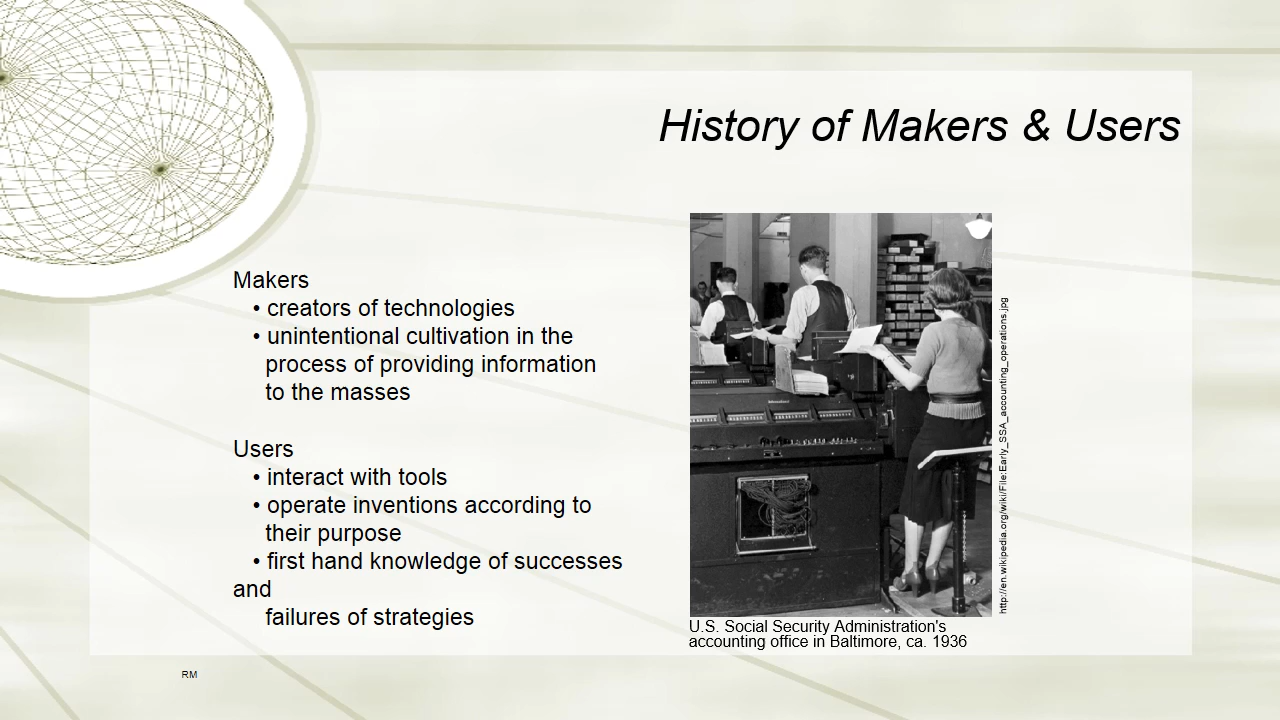 History of Makers & Users
Makers
• creators of technologies
• unintentional cultivation in the
process of providing information
to the masses
Users
• interact with tools
• operate inventions according to
their purpose
• first hand knowledge of successes
and
failures of strategies
http://en.wikipedia.org/wiki/File:Early_SSA_accounting_operations.jpg
U.S. Social Security Administration's
accounting office in Baltimore, ca. 1936
RM